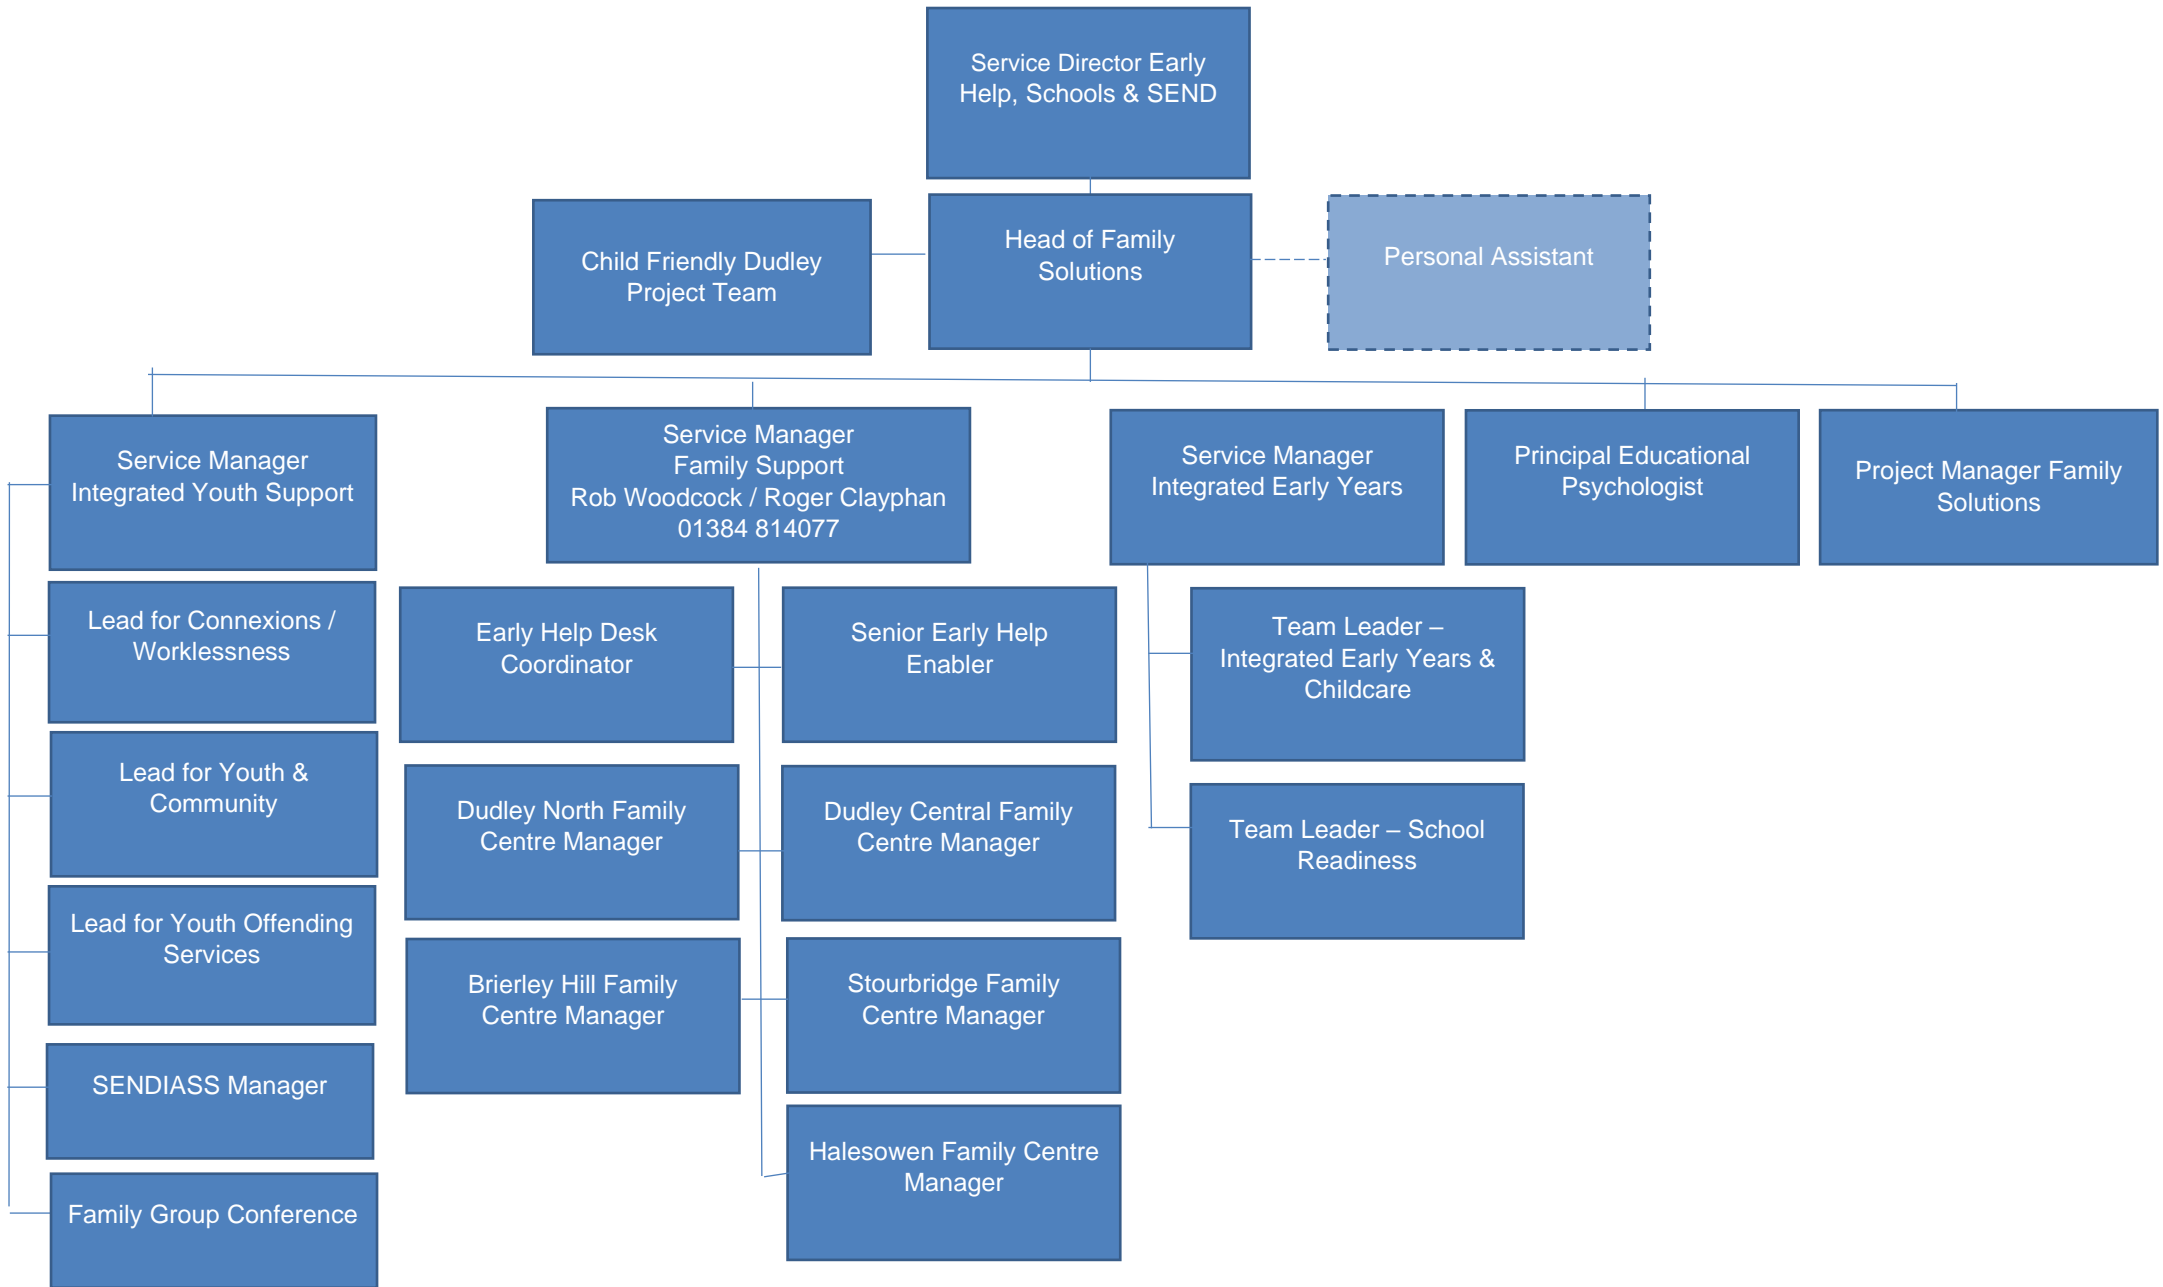 Service Director Early
Help, Schools & SEND
Child Friendly Dudley
Project Team
Head of Family
Solutions
Personal Assistant
Service Manager
Integrated Youth Support
Service Manager
Family Support
Rob Woodcock / Roger Clayphan
01384 814077
Service Manager
Integrated Early Years
Principal Educational
Psychologist
Project Manager Family
Solutions
Lead for Connexions /
Worklessness
Lead for Youth &
Community
Lead for Youth Offending
Services
SENDIASS Manager
Family Group Conference
Early Help Desk
Coordinator
Senior Early Help
Enabler
Dudley North Family
Centre Manager
Dudley Central Family
Centre Manager
Brierley Hill Family
Centre Manager
Stourbridge Family
Centre Manager
Halesowen Family Centre
Manager
Team Leader –
Integrated Early Years &
Childcare
Team Leader – School
Readiness